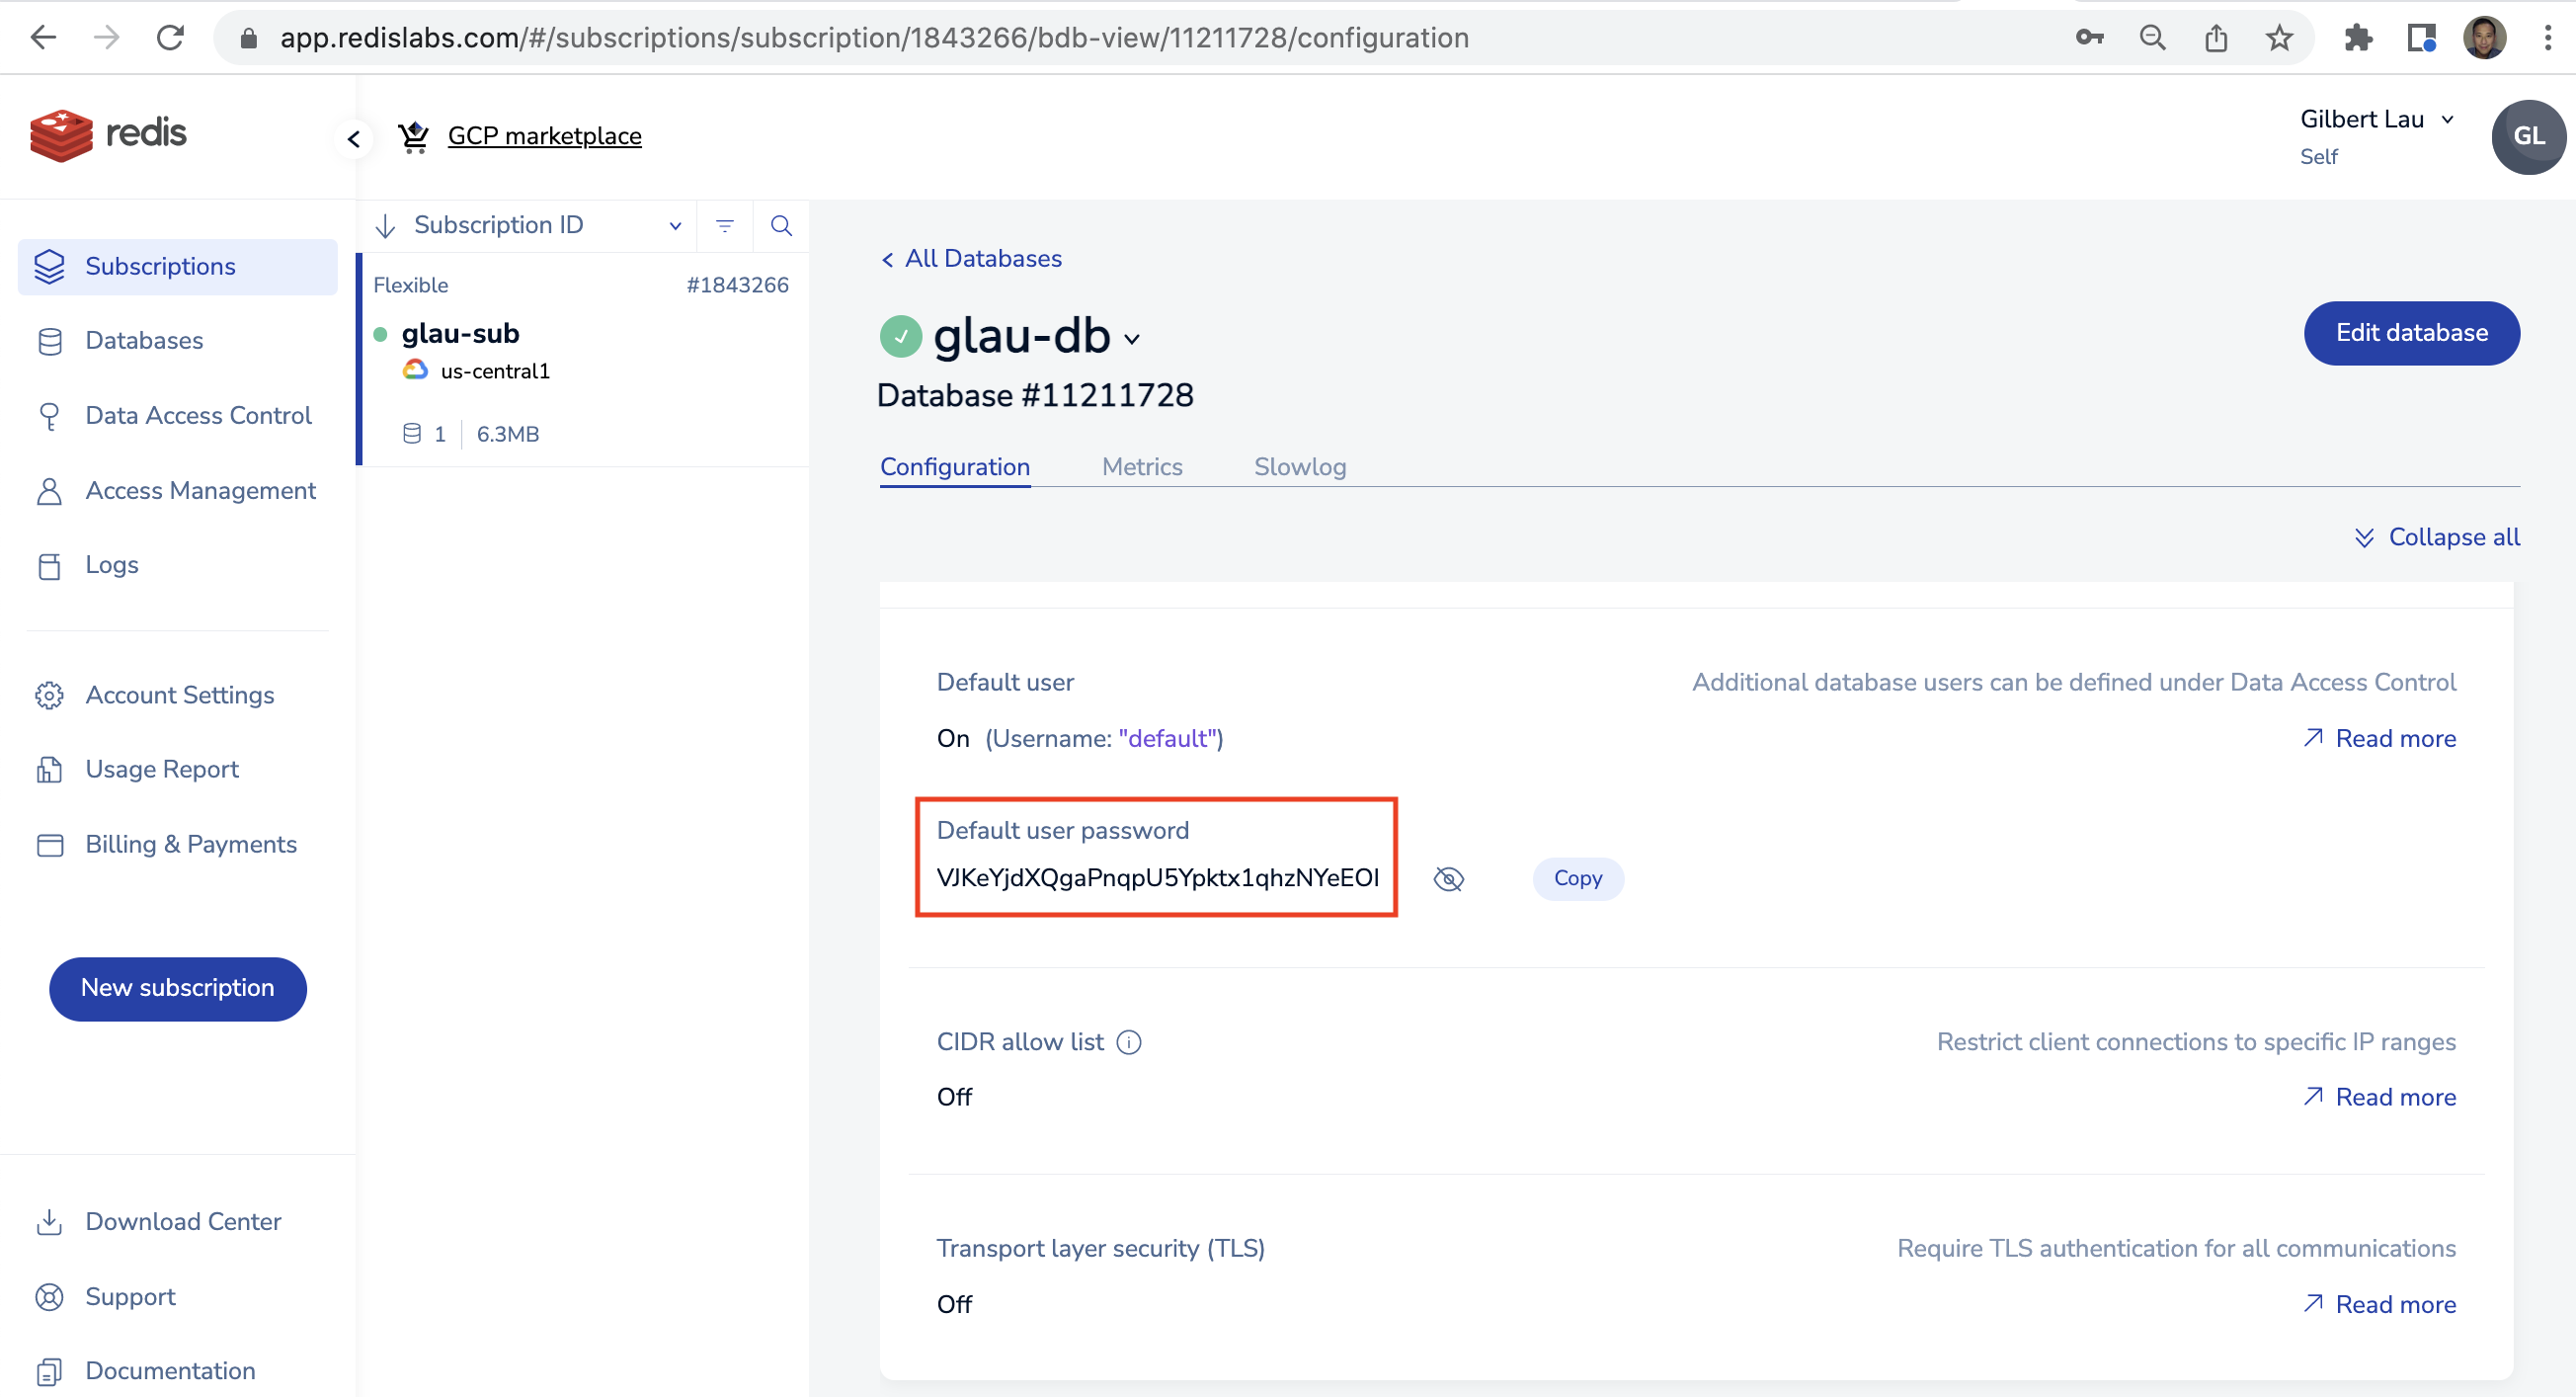 app.redislabs.com/#/subscriptions/subscription/1843266/bdb-view/11211728/configuration
redis
GCP marketplace
Gilbert Lau
Self
GL
Subscriptions
Databases
Data Access Control
Access Management
Logs
Account Settings
Usage Report
Billing & Payments
New subscription
Download Center
Support
Documentation
Subscription ID
Flexible #1843266
glau-sub
us-central1
1 6.3MB
All Databases
glau-db
Edit database
Database #11211728
Configuration Metrics Slowlog
Collapse all
Default user Additional database users can be defined under Data Access Control
On (Username: "default") Read more
Default user password
VJKeYjdXQgaPnqpU5Ypktx1qhzNYeEOI Copy
CIDR allow list Restrict client connections to specific IP ranges
Off Read more
Transport layer security (TLS) Require TLS authentication for all communications
Off Read more